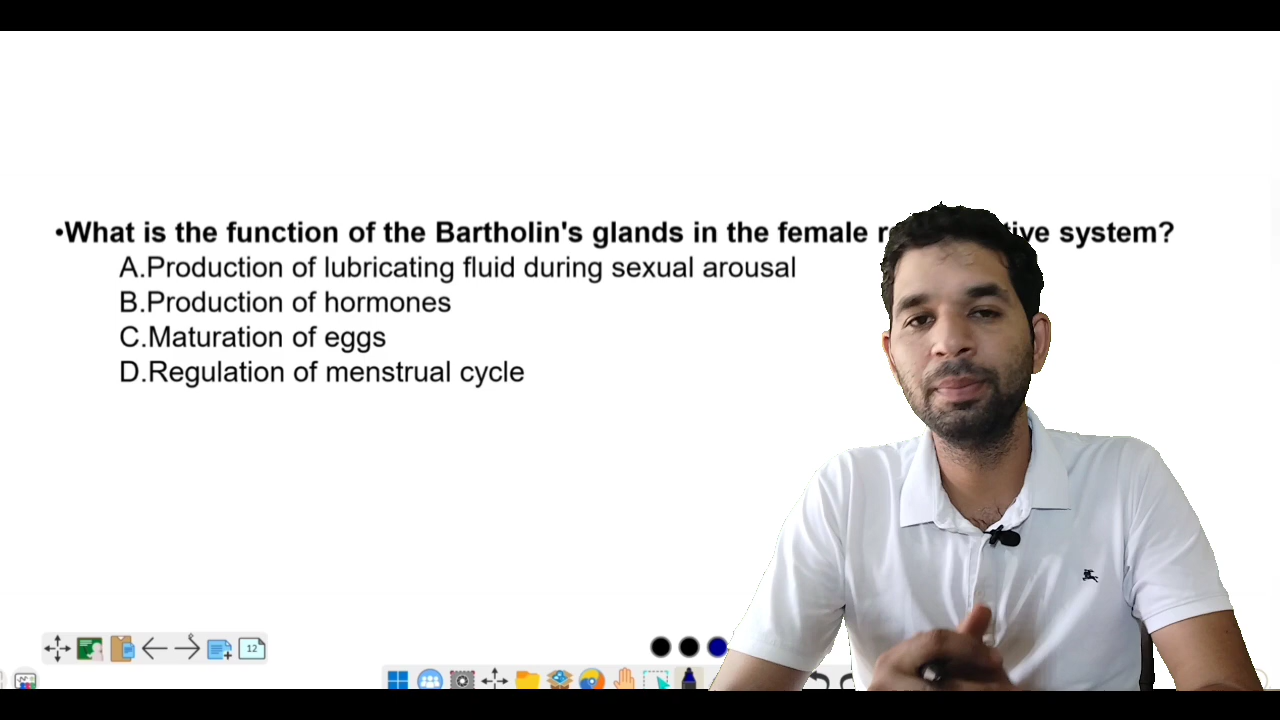 •What is the function of the Bartholin's glands in the female system?
A.Production of lubricating fluid during sexual arousal
B.Production of hormones
C.Maturation of eggs
D.Regulation of menstrual cycle
12